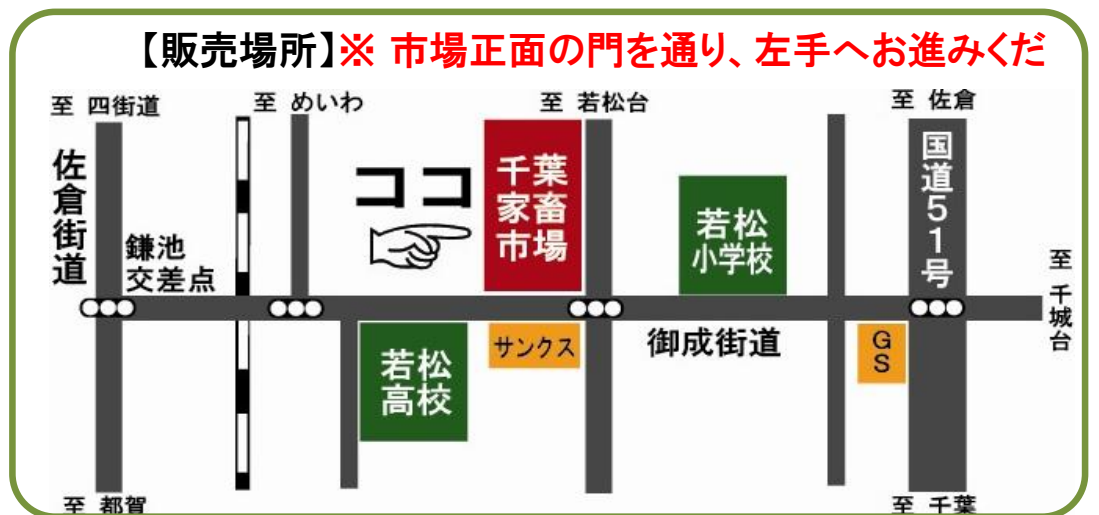 【販売場所】※ 市場正面の門を通り、左手へお進みくだ
至 四街道
至 めいわ
至 若松台
至 佐倉
佐倉街道
鎌池
交差点
ココ
千葉
家畜
市場
若松
小学校
国道51号
至 千城台
若松
高校
サンクス
御成街道
GS
至 都賀
至 千葉